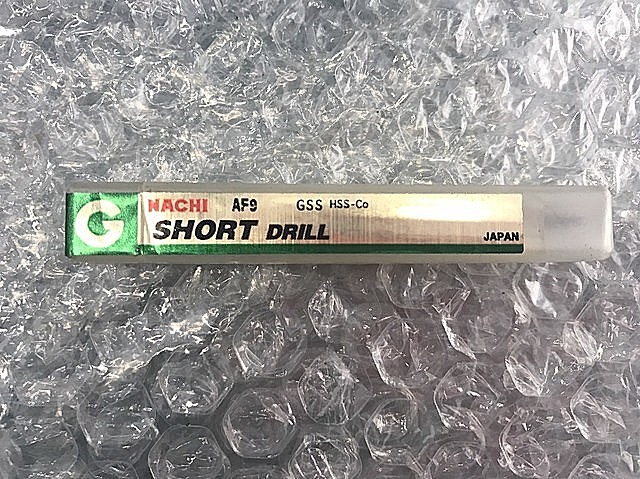 G
NACHI AF9 GSS HSS-Co
SHORT DRILL
JAPAN